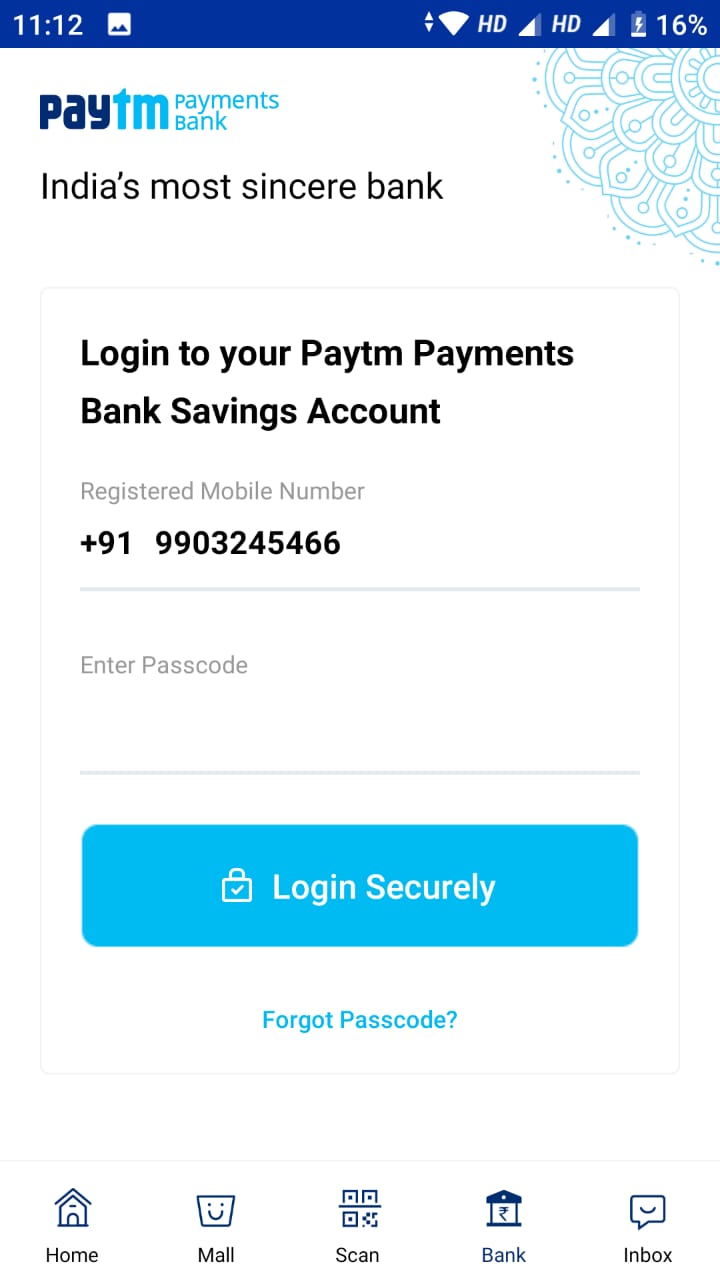 11:12 HD HD 16%
paytm Payments Bank
India's most sincere bank
Login to your Paytm Payments
Bank Savings Account
Registered Mobile Number
+91 9903245466
Enter Passcode
Login Securely
Forgot Passcode?
Home Mall Scan Bank Inbox